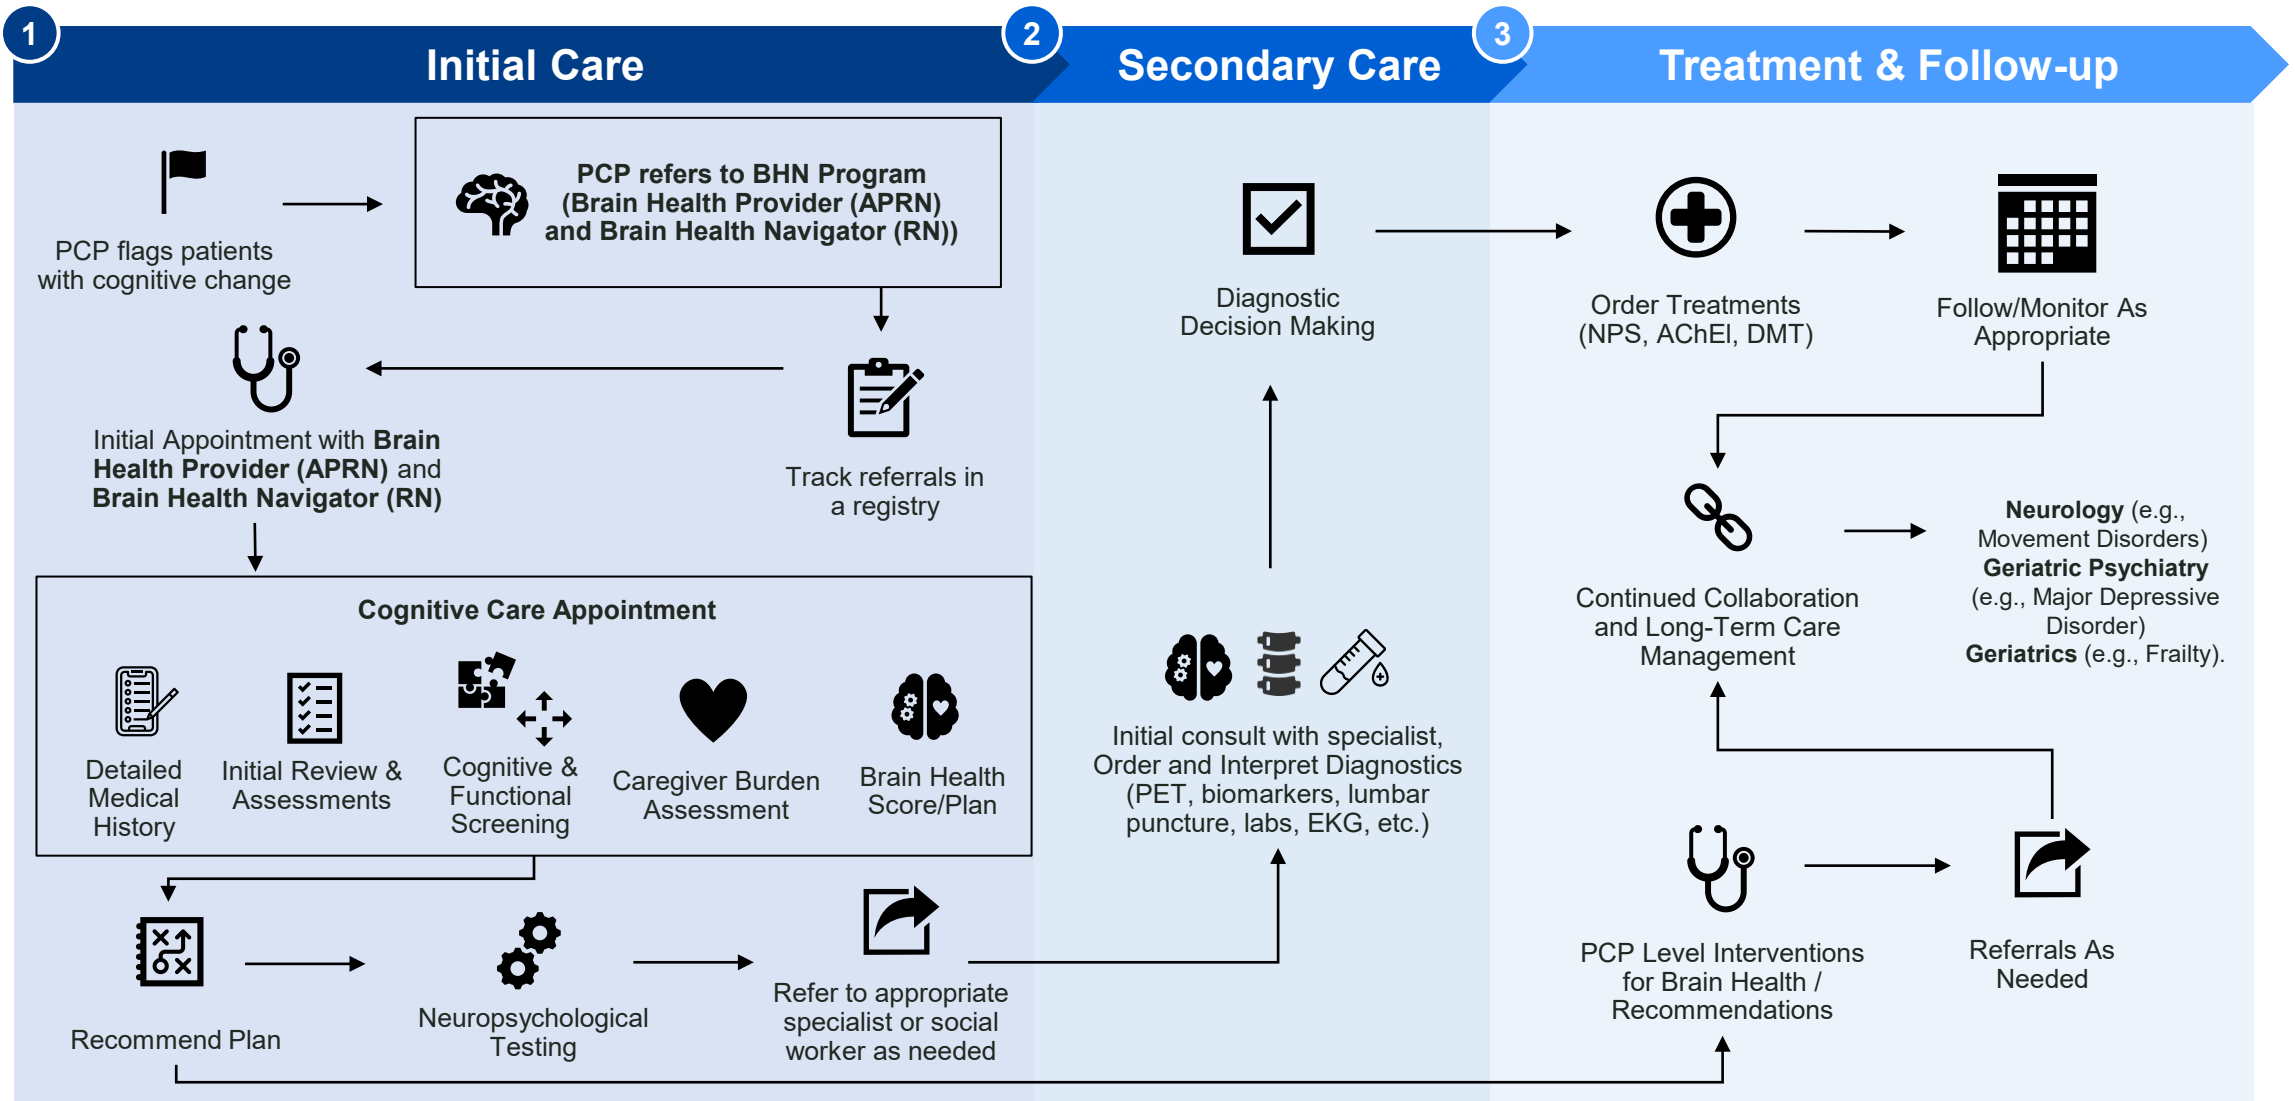 1
Initial Care
2
Secondary Care
3
Treatment & Follow-up
PCP flags patients
with cognitive change
PCP refers to BHN Program
(Brain Health Provider (APRN)
and Brain Health Navigator (RN))
Initial Appointment with Brain
Health Provider (APRN) and
Brain Health Navigator (RN)
Track referrals in
a registry
Cognitive Care Appointment
Detailed
Medical
History
Initial Review &
Assessments
Cognitive &
Functional
Screening
Caregiver Burden
Assessment
Brain Health
Score/Plan
Recommend Plan
Neuropsychological
Testing
Refer to appropriate
specialist or social
worker as needed
Diagnostic
Decision Making
Initial consult with specialist,
Order and Interpret Diagnostics
(PET, biomarkers, lumbar
puncture, labs, EKG, etc.)
Order Treatments
(NPS, AChEI, DMT)
Follow/Monitor As
Appropriate
Continued Collaboration
and Long-Term Care
Management
Neurology (e.g.,
Movement Disorders)
Geriatric Psychiatry
(e.g., Major Depressive
Disorder)
Geriatrics (e.g., Frailty).
PCP Level Interventions
for Brain Health /
Recommendations
Referrals As
Needed